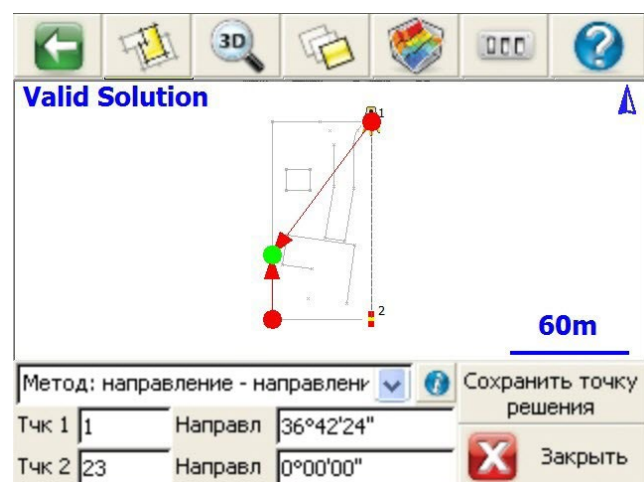 3D
Valid Solution
1
2
60m
Метод: направление - направлени
Сохранить точку
решения
Тчк 1 1 Направл 36°42'24"
Тчк 2 23 Направл 0°00'00"
Закрыть